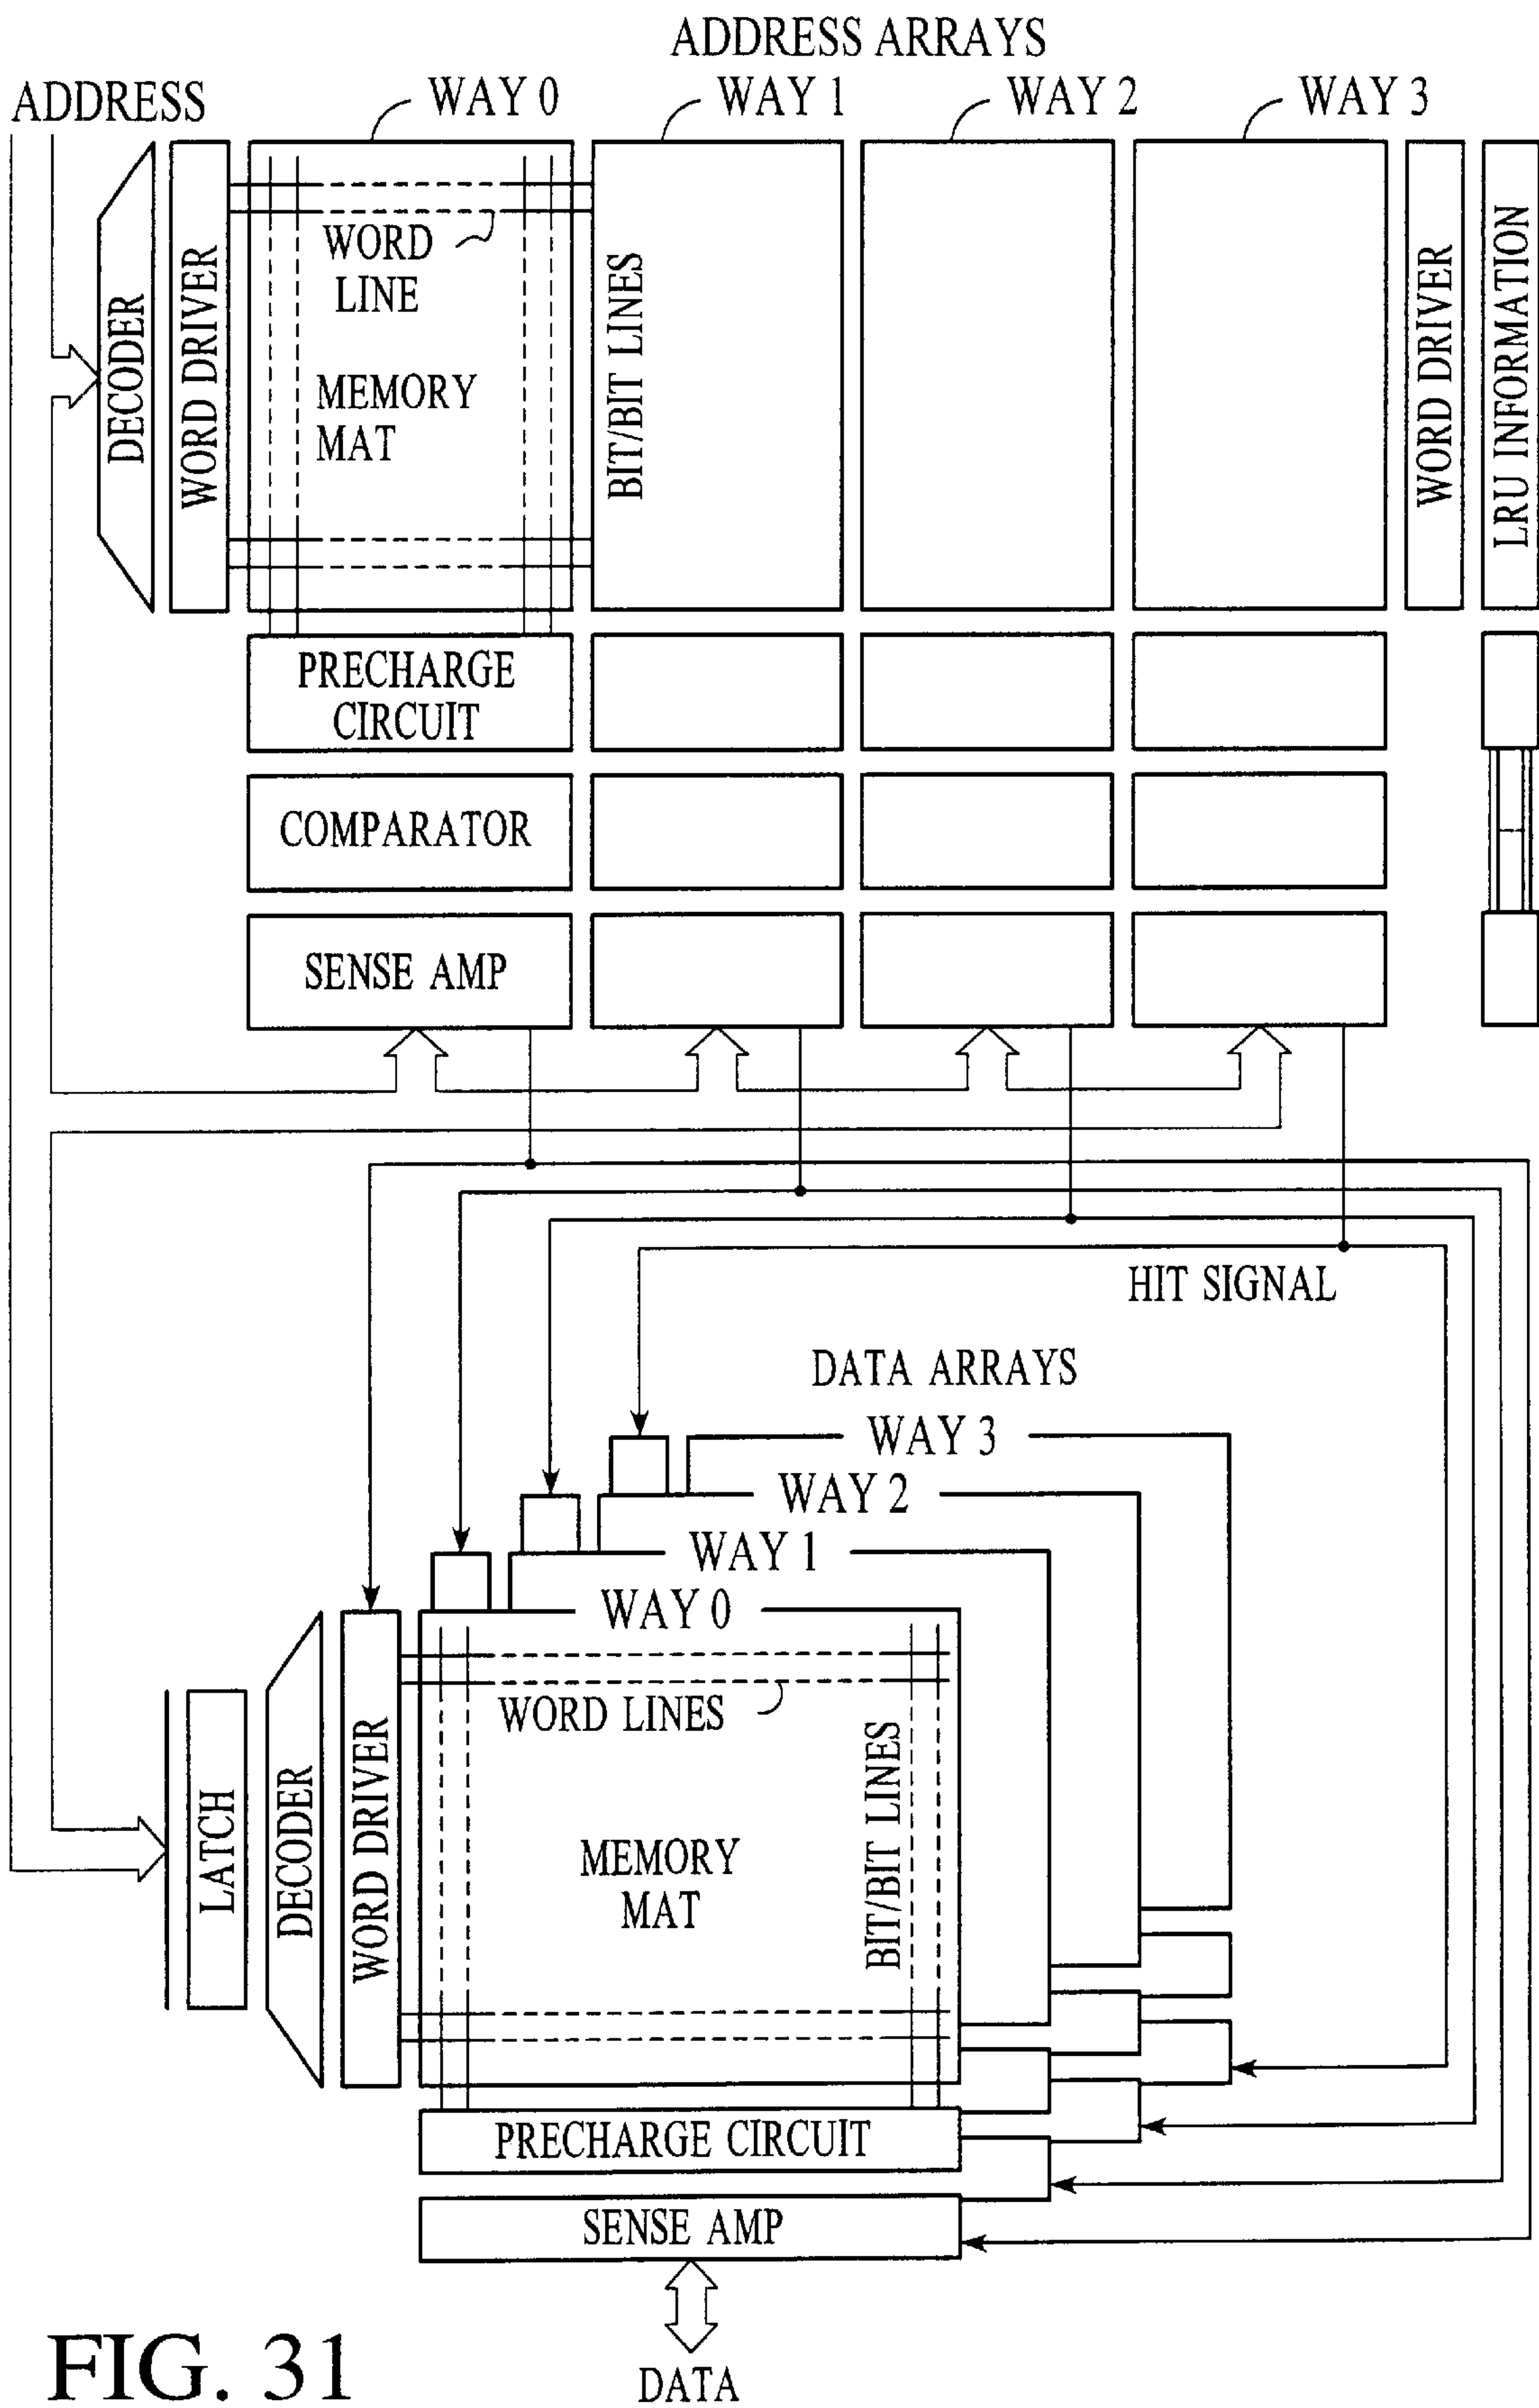 ADDRESS ARRAYS
ADDRESS
WAY 0
WAY 1
WAY 2
WAY 3
DECODER
WORD DRIVER
WORD
LINE
MEMORY
MAT
BIT/BIT LINES
WORD DRIVER
LRU INFORMATION
PRECHARGE
CIRCUIT
COMPARATOR
SENSE AMP
HIT SIGNAL
DATA ARRAYS
WAY 3
WAY 2
WAY 1
WAY 0
LATCH
DECODER
WORD DRIVER
WORD LINES
MEMORY
MAT
BIT/BIT LINES
PRECHARGE CIRCUIT
SENSE AMP
DATA
FIG. 31